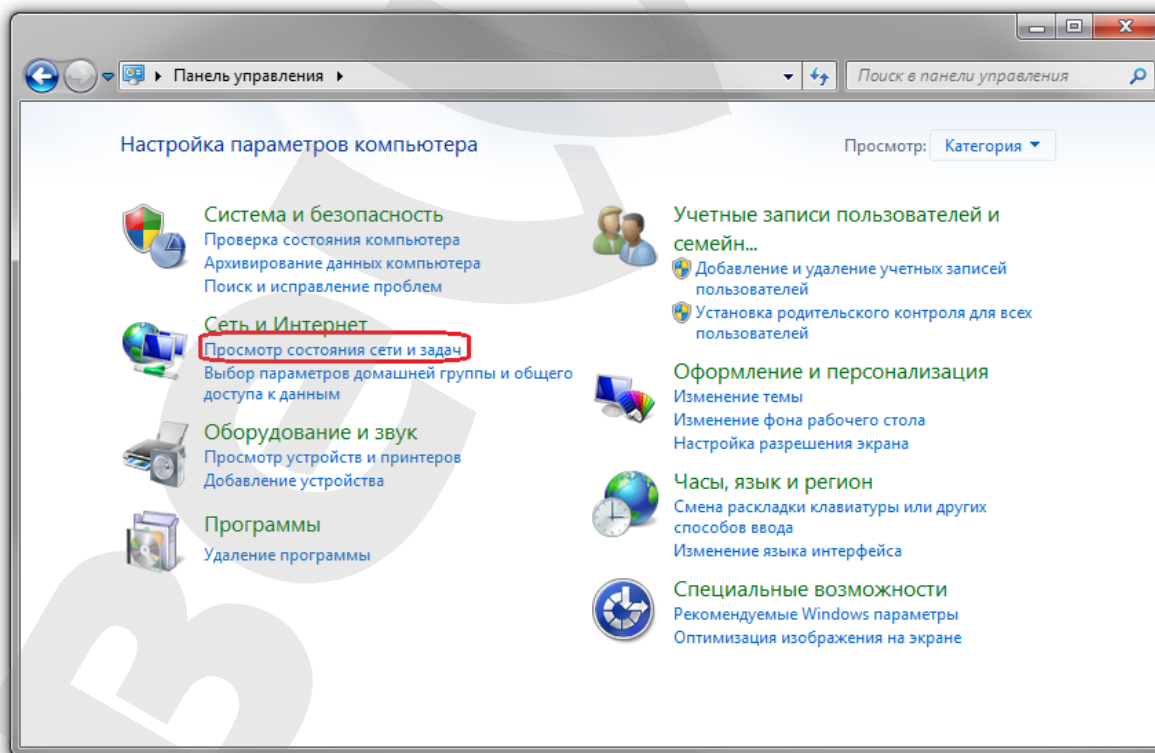 Панель управления
Поиск в панели управления
Настройка параметров компьютера
Просмотр: Категория
Система и безопасность
Проверка состояния компьютера
Архивирование данных компьютера
Поиск и исправление проблем
Сеть и Интернет
Просмотр состояния сети и задач
Выбор параметров домашней группы и общего
доступа к данным
Оборудование и звук
Просмотр устройств и принтеров
Добавление устройства
Программы
Удаление программы
Учетные записи пользователей и
семейн...
Добавление и удаление учетных записей
пользователей
Установка родительского контроля для всех
пользователей
Оформление и персонализация
Изменение темы
Изменение фона рабочего стола
Настройка разрешения экрана
Часы, язык и регион
Смена раскладки клавиатуры или других
способов ввода
Изменение языка интерфейса
Специальные возможности
Рекомендуемые Windows параметры
Оптимизация изображения на экране